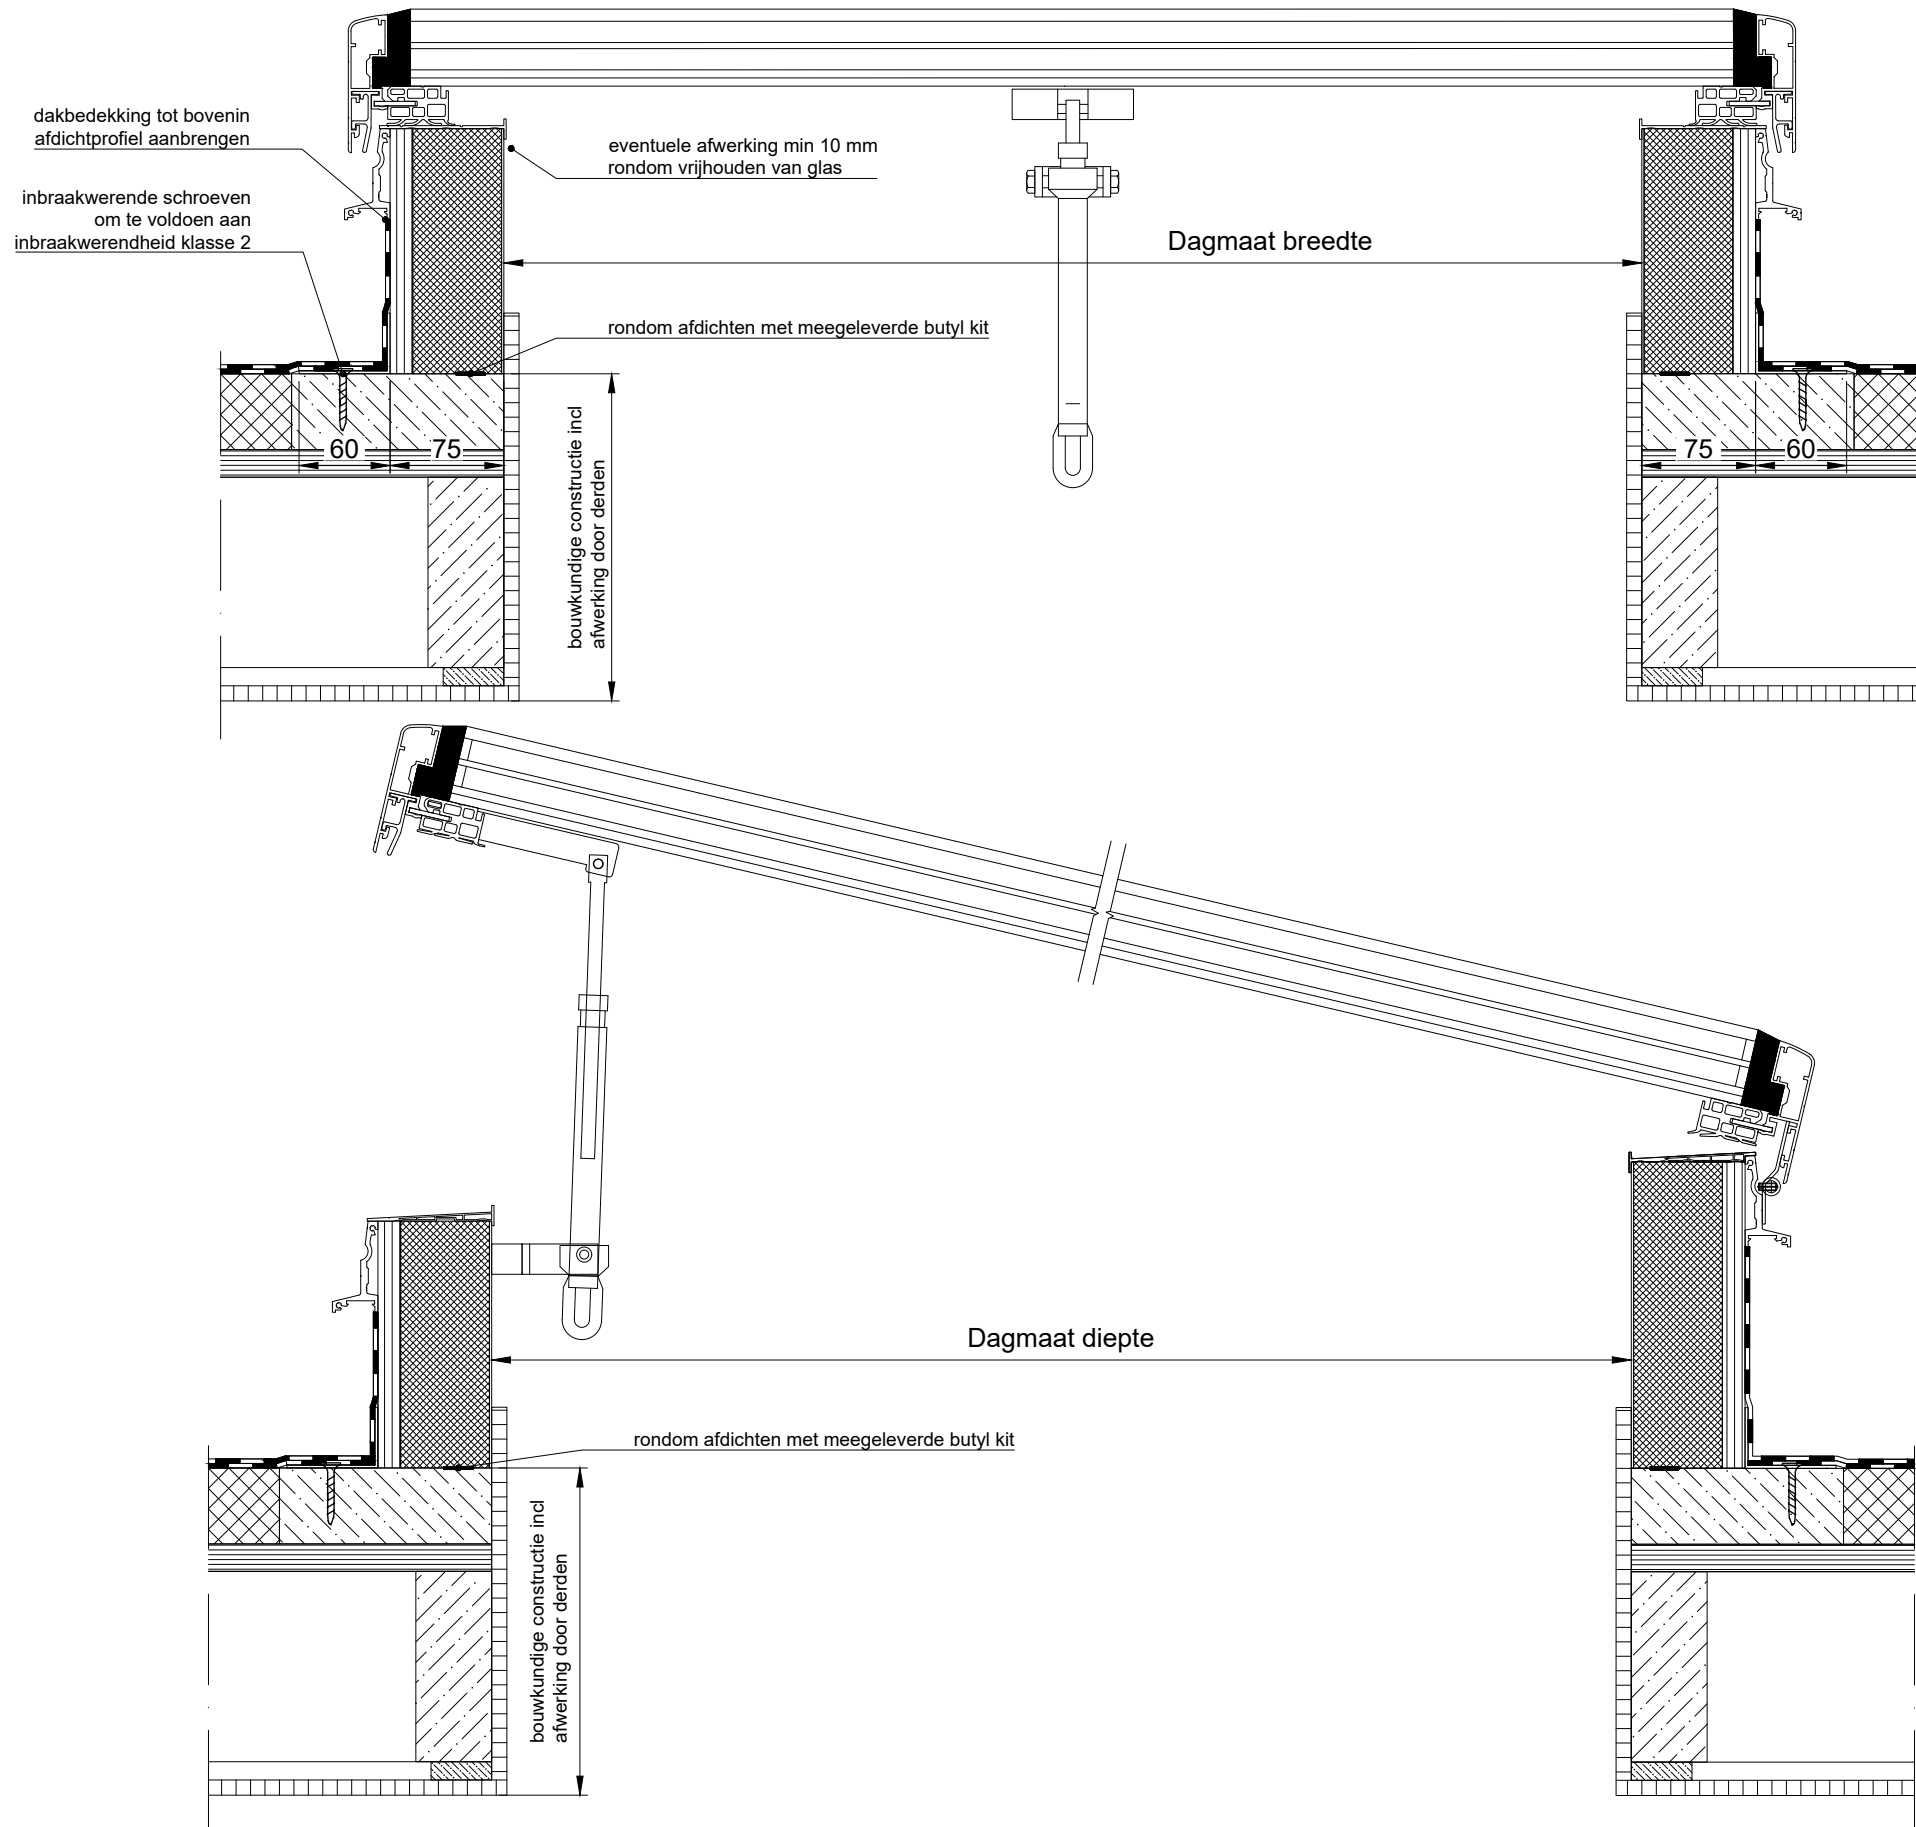 dakbedekking tot bovenin
afdichtprofiel aanbrengen
eventuele afwerking min 10 mm
rondom vrijhouden van glas
inbraakwerende schroeven
om te voldoen aan
inbraakwerendheid klasse 2
Dagmaat breedte
rondom afdichten met meegeleverde butyl kit
60
75
75
60
bouwkundige constructie incl
afwerking door derden
Dagmaat diepte
rondom afdichten met meegeleverde butyl kit
bouwkundige constructie incl
afwerking door derden